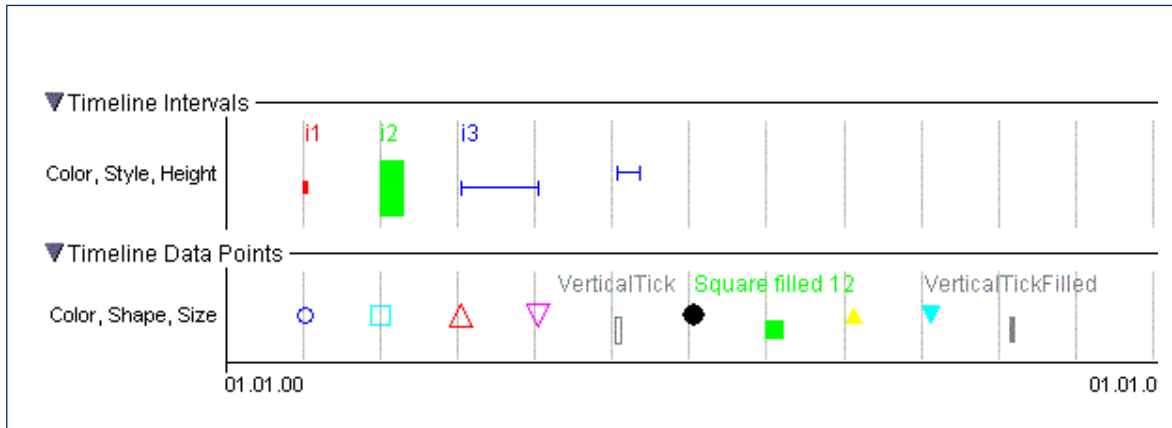 Timeline Intervals
i1 i2 i3
Color, Style, Height
Timeline Data Points
VerticalTick Square filled 12 VerticalTickFilled
Color, Shape, Size
01.01.00 01.01.0